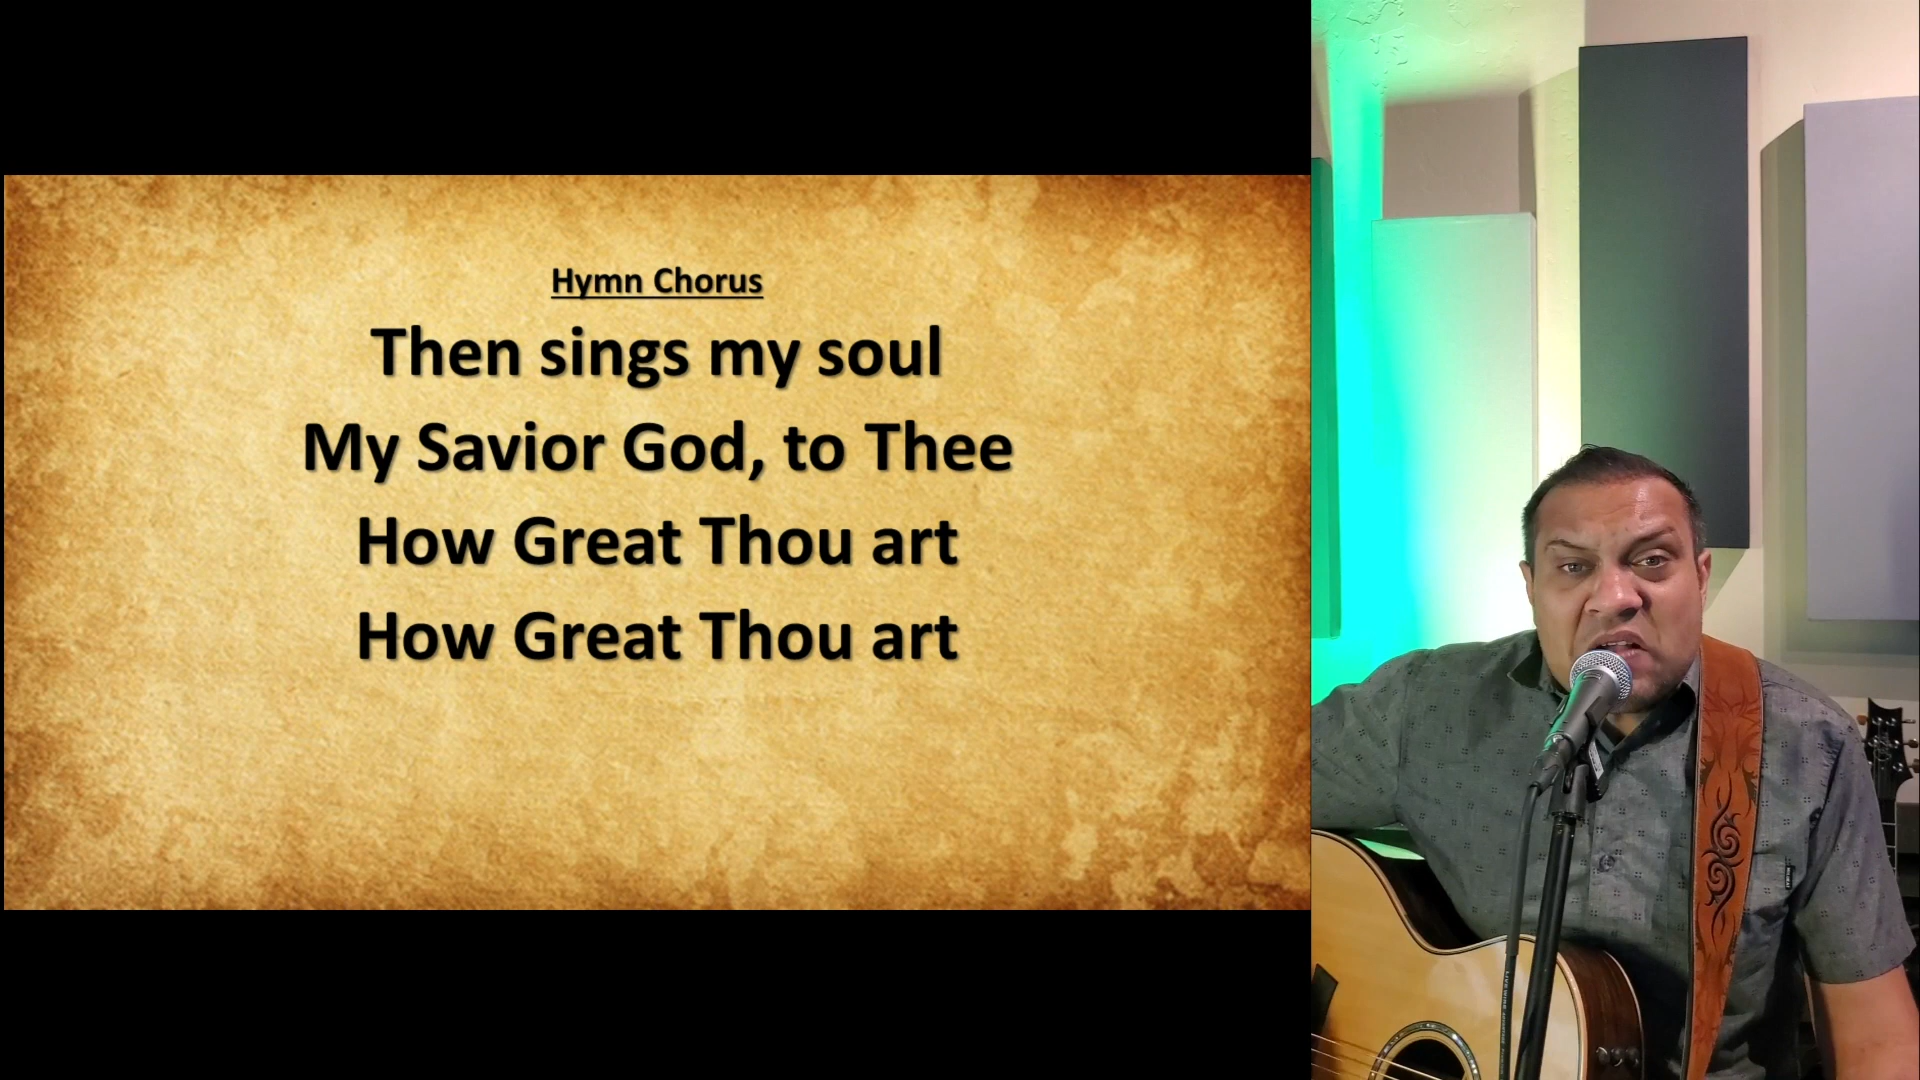 Hymn Chorus
Then sings my soul
My Savior God, to Thee
How Great Thou art
How Great Thou art